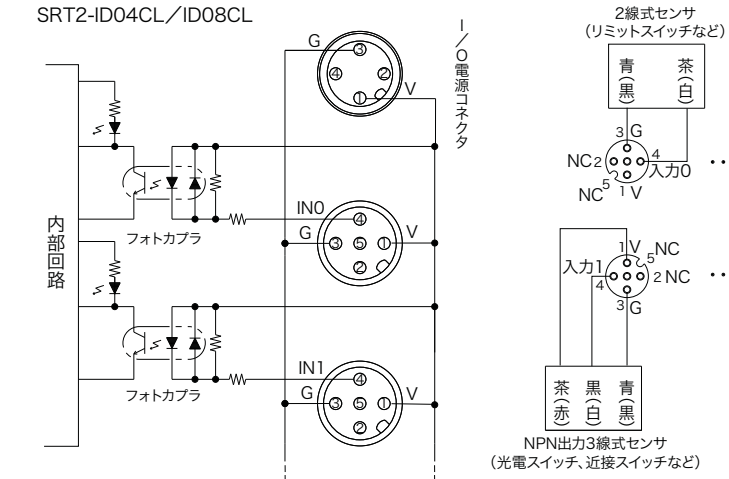 SRT2-ID04CL／ID08CL
G
③
④
②
①
V
I／O電源コネクタ
内部回路
フォトカプラ
IN0
④
G
③
⑤
①
V
②
フォトカプラ
IN1
④
G
③
⑤
①
V
②
2線式センサ
（リミットスイッチなど）
青（黒）
茶（白）
3 G
NC 2
4
入力0
NC 5
1 V
‥
1 V
5 NC
入力1
4
2 NC
3 G
‥
茶（赤）
黒（白）
青（黒）
NPN出力3線式センサ
（光電スイッチ、近接スイッチなど）